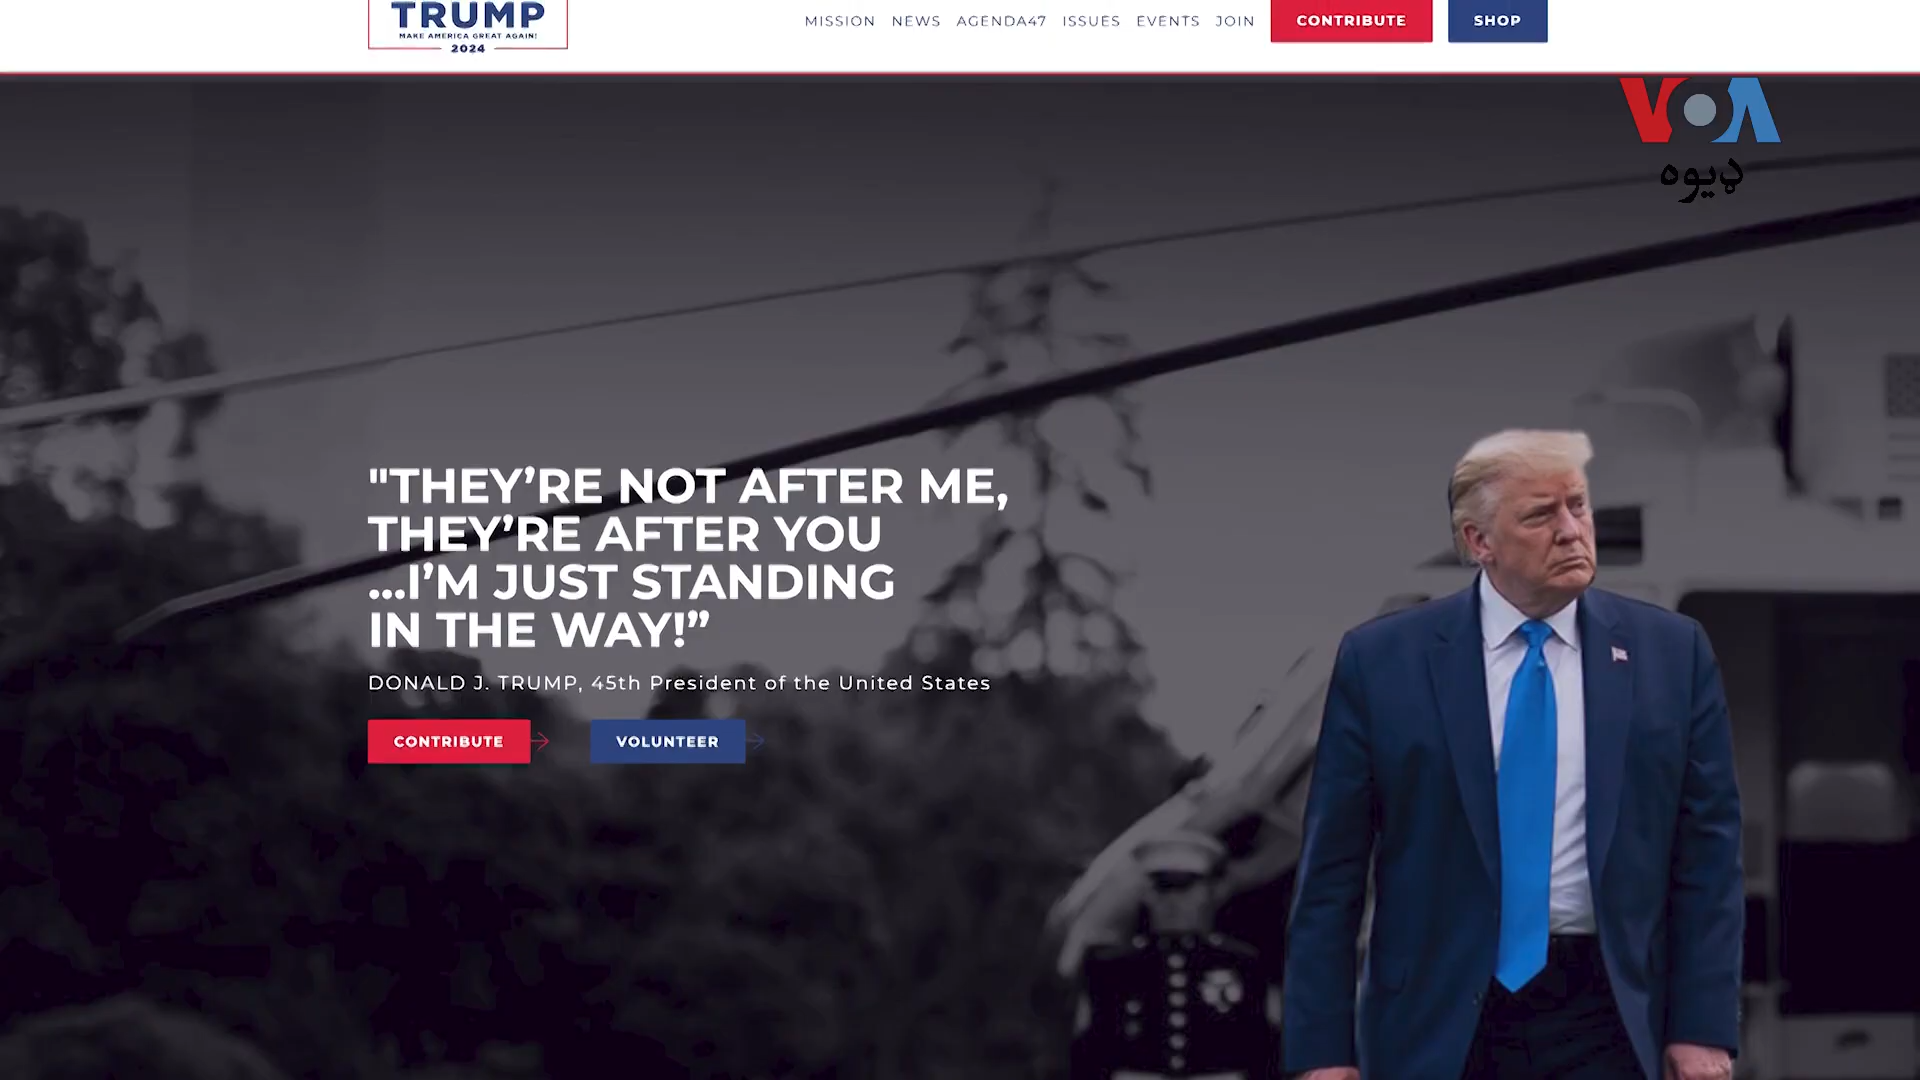 TRUMP
MAKE AMERICA GREAT AGAIN!
2024
MISSION NEWS AGENDA47 ISSUES EVENTS JOIN CONTRIBUTE SHOP
VOA
ډیوه
"THEY’RE NOT AFTER ME,
THEY’RE AFTER YOU
...I’M JUST STANDING
IN THE WAY!”
DONALD J. TRUMP, 45th President of the United States
CONTRIBUTE VOLUNTEER